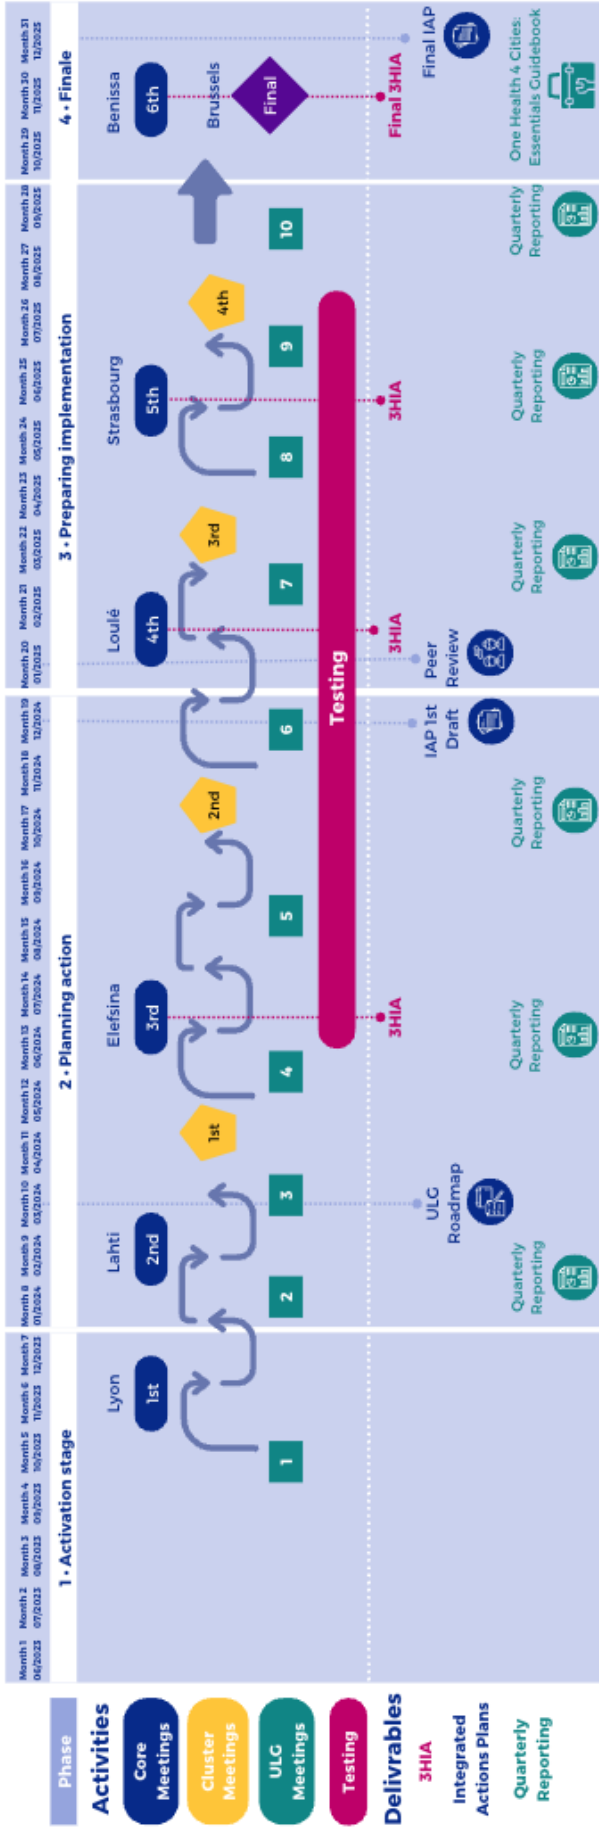 Phase
Month 1
06/2023
Month 2
07/2023
Month 3
08/2023
Month 4
09/2023
Month 5
10/2023
Month 6
11/2023
Month 7
12/2023
Month 8
01/2024
Month 9
02/2024
Month 10
03/2024
Month 11
04/2024
Month 12
05/2024
Month 13
06/2024
Month 14
07/2024
Month 15
08/2024
Month 16
09/2024
Month 17
10/2024
Month 18
11/2024
Month 19
12/2024
Month 20
01/2025
Month 21
02/2025
Month 22
03/2025
Month 23
04/2025
Month 24
05/2025
Month 25
06/2025
Month 26
07/2025
Month 27
08/2025
Month 28
09/2025
Month 29
10/2025
Month 30
11/2025
Month 31
12/2025
1 • Activation stage
2 • Planning action
3 • Preparing implementation
4 • Finale
Activities
Core
Meetings
Lyon
1st
Lahti
2nd
Elefsina
3rd
Loulé
4th
Strasbourg
5th
Benissa
6th
Cluster
Meetings
1st
2nd
3rd
4th
Brussels
Final
ULG
Meetings
1
2
3
4
5
6
7
8
9
10
Testing
Testing
Delivrables
3HIA
3HIA
3HIA
3HIA
Final 3HIA
Integrated
Actions Plans
ULG
Roadmap
IAP 1st
Draft
Peer
Review
Final IAP
Quarterly
Reporting
Quarterly
Reporting
Quarterly
Reporting
Quarterly
Reporting
Quarterly
Reporting
Quarterly
Reporting
Quarterly
Reporting
One Health 4 Cities:
Essentials Guidebook